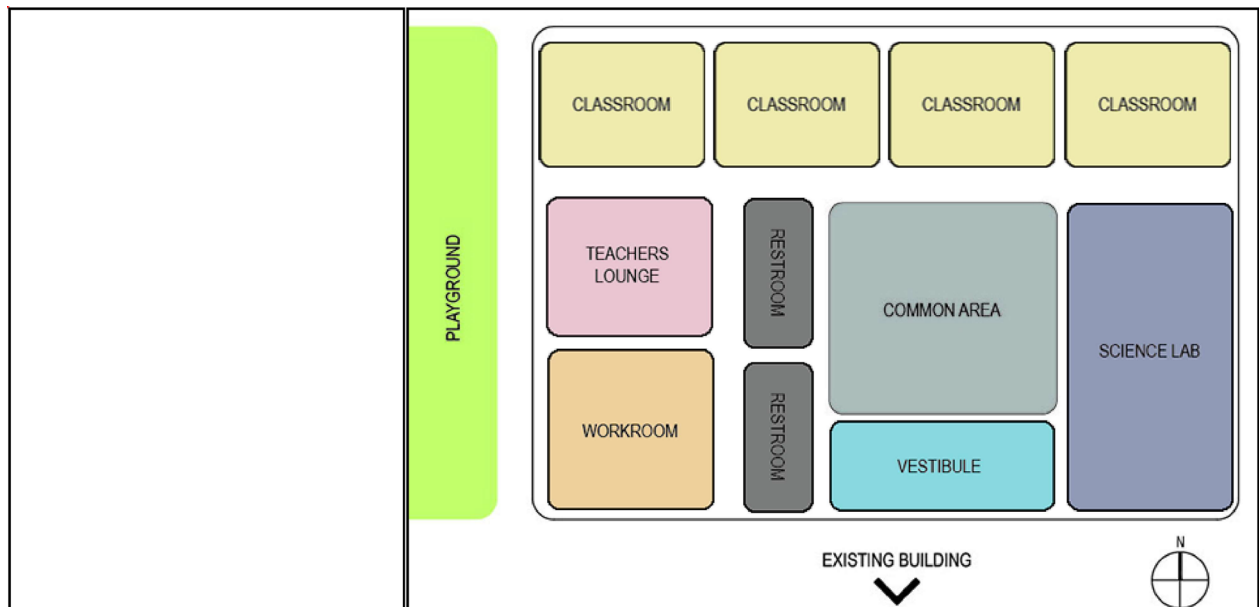 CLASSROOM
CLASSROOM
CLASSROOM
CLASSROOM
PLAYGROUND
TEACHERS
LOUNGE
RESTROOM
COMMON AREA
SCIENCE LAB
WORKROOM
RESTROOM
VESTIBULE
EXISTING BUILDING
N